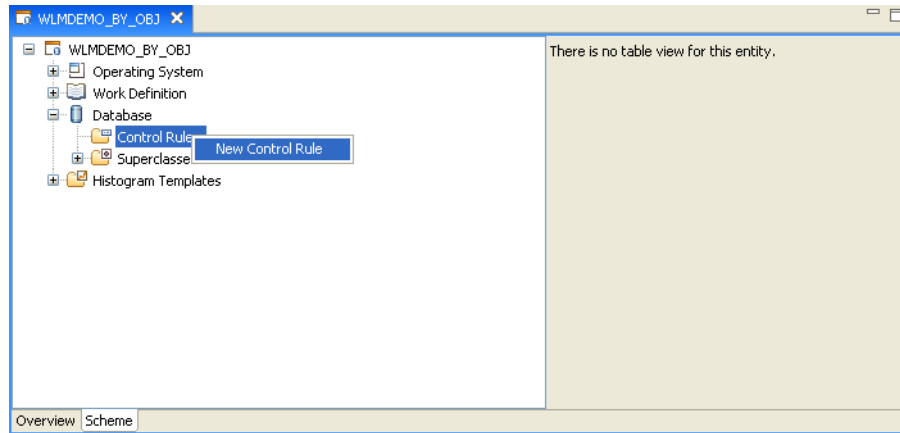 WLMDEMO_BY_OBJ
WLMDEMO_BY_OBJ
There is no table view for this entity.
Operating System
Work Definition
Database
Control Rule
New Control Rule
Superclasse
Histogram Templates
Overview Scheme